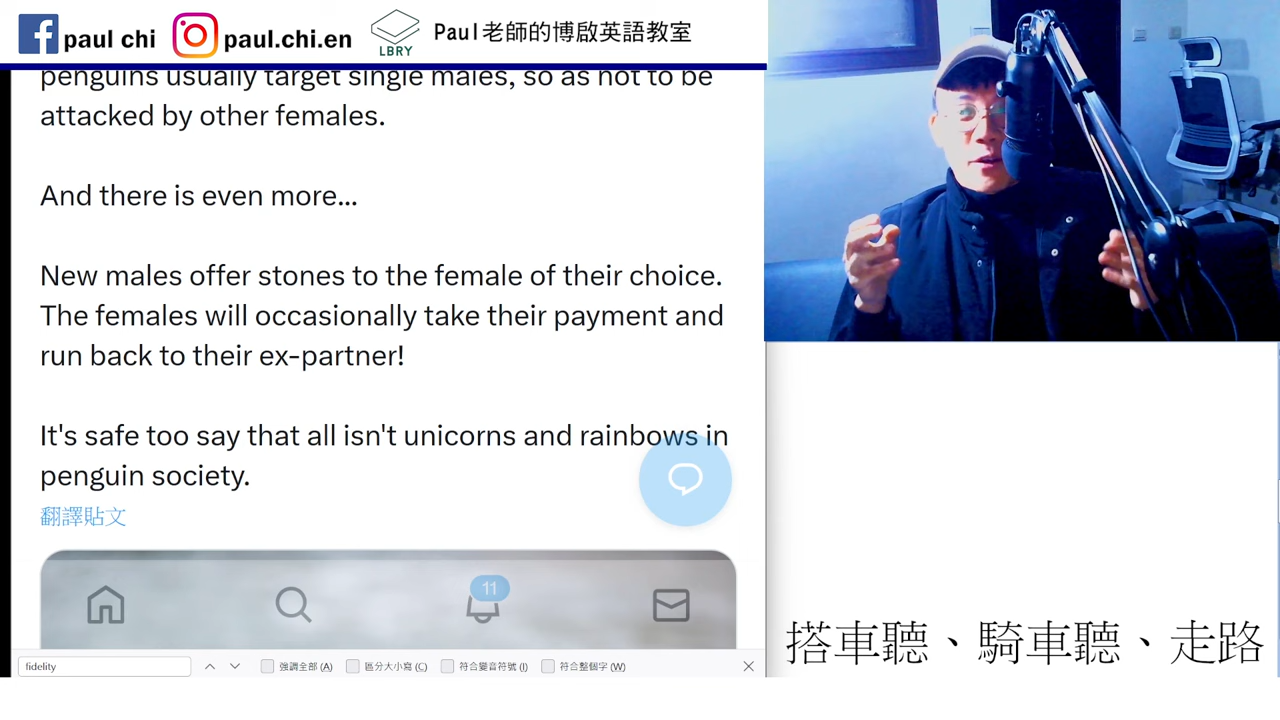 paul chi
paul.chi.en
LBRY
Paul老師的博啟英語教室
penguins usually target single males, so as not to be
attacked by other females.
And there is even more...
New males offer stones to the female of their choice.
The females will occasionally take their payment and
run back to their ex-partner!
It's safe too say that all isn't unicorns and rainbows in
penguin society.
翻譯貼文
11
fidelity
強調全部 (A)
區分大小寫 (C)
符合變音符號 (I)
符合整個字 (W)
搭車聽、騎車聽、走路